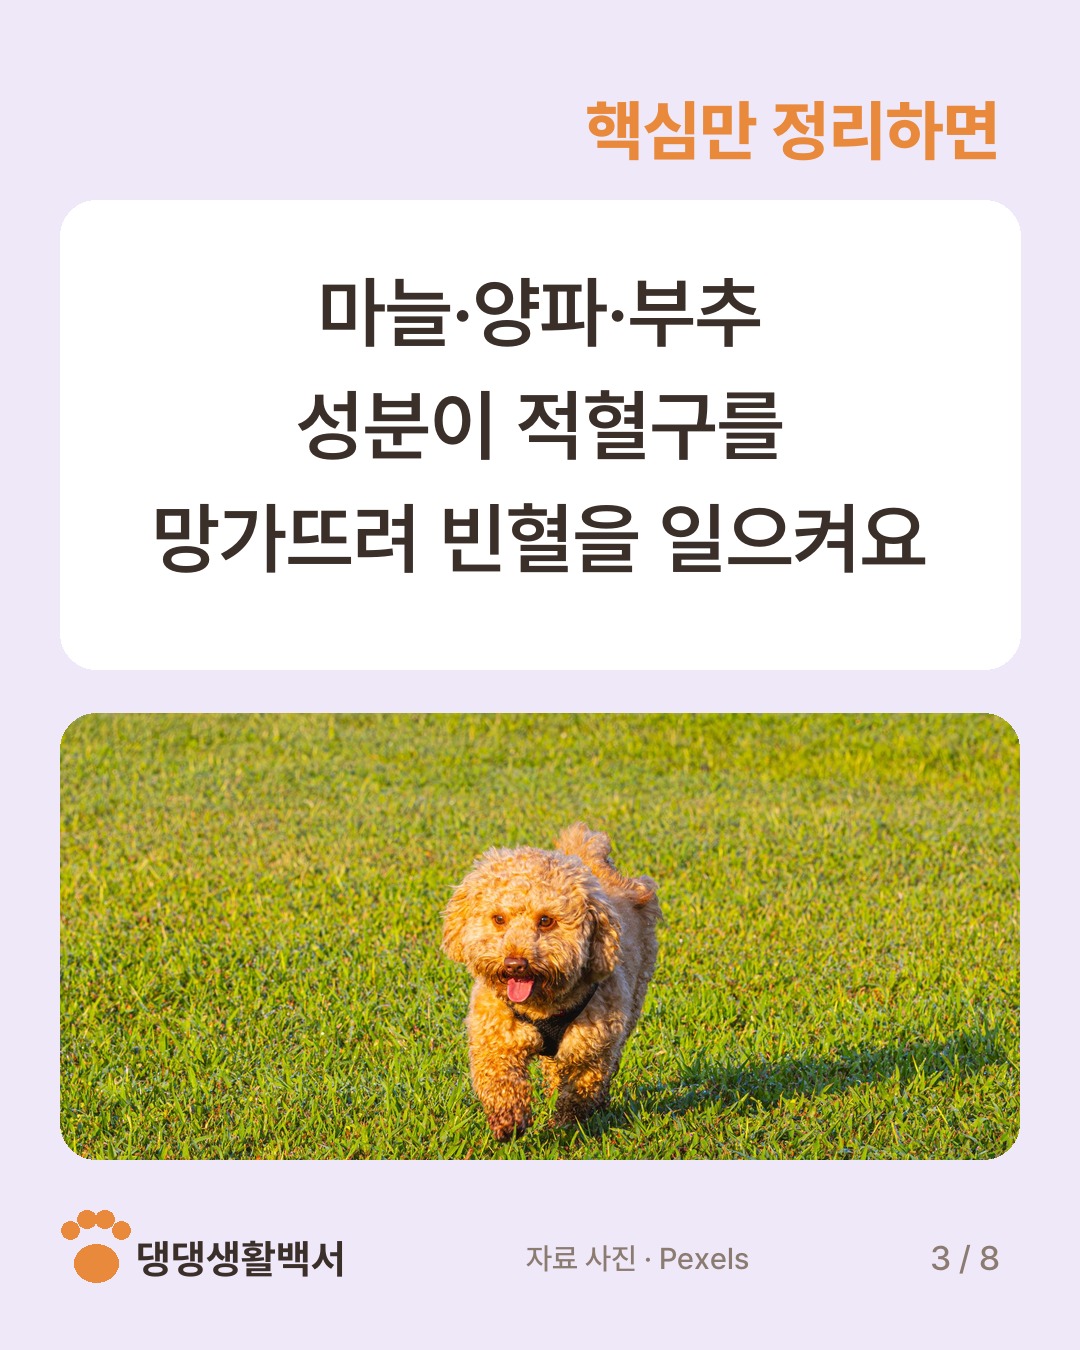 핵심만 정리하면
마늘·양파·부추
성분이 적혈구를
망가뜨려 빈혈을 일으켜요
댕댕생활백서
자료 사진 · Pexels
3 / 8